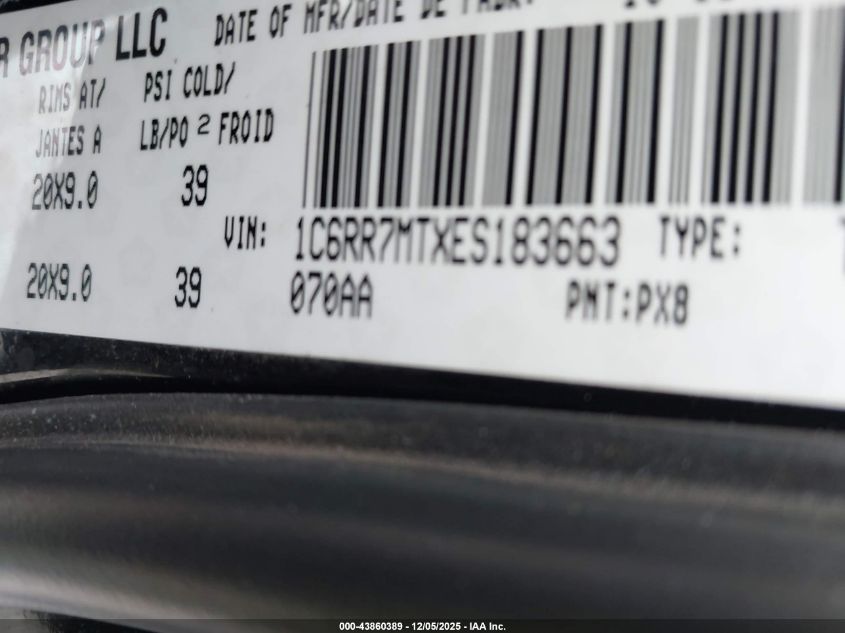 R GROUP LLC
DATE OF MFR/DATE DE
RIMS AT/ PSI COLD/
JANTES A LB/PO 2 FROID
20X9.0 39
VIN: 1C6RR7MTXES183663 TYPE:
20X9.0 39 070AA PNT:PX8
000-43860389 - 12/05/2025 - IAA Inc.